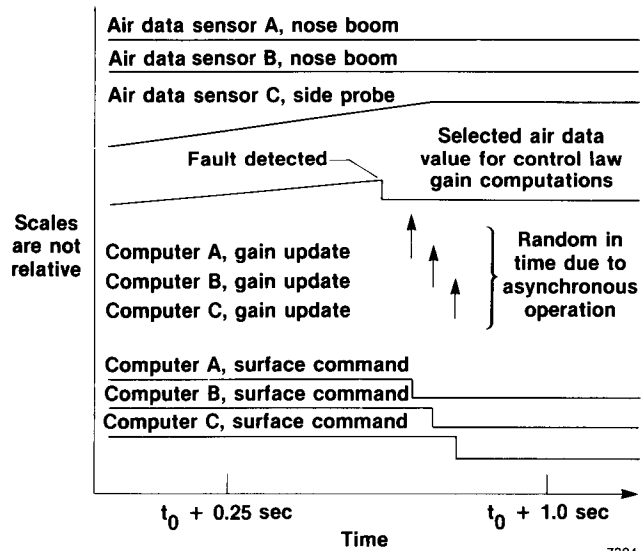 Air data sensor A, nose boom
Air data sensor B, nose boom
Air data sensor C, side probe
Selected air data
value for control law
gain computations
Fault detected
Scales
are not
relative
Computer A, gain update
Computer B, gain update
Computer C, gain update
Random in
time due to
asynchronous
operation
Computer A, surface command
Computer B, surface command
Computer C, surface command
t0 + 0.25 sec
t0 + 1.0 sec
Time